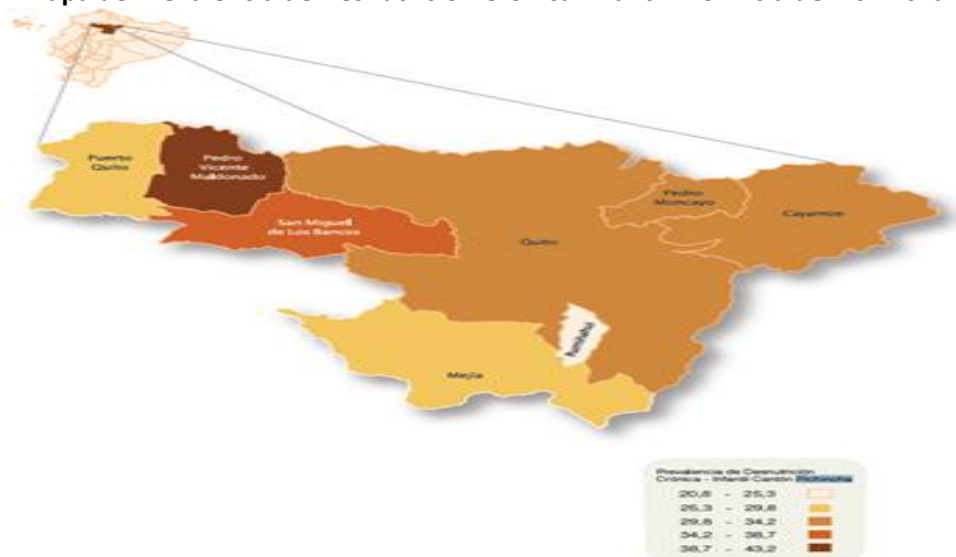 Puerto
Quito
Pedro
Vicente
Maldonado
San Miguel
de Los Bancos
Quito
Pedro
Moncayo
Cayambe
Rumiñahui
Mejía
Prevalencia de Desnutrición
Crónica - Infantil Cantón Pichincha
20,8 - 25,3
25,3 - 29,8
29,8 - 34,2
34,2 - 38,7
38,7 - 43,2